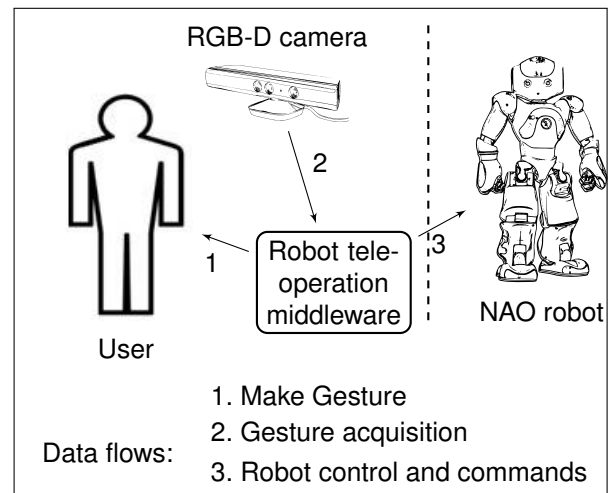 RGB-D camera
2
1
3
Robot tele-
operation
middleware
User
NAO robot
Data flows:
1. Make Gesture
2. Gesture acquisition
3. Robot control and commands